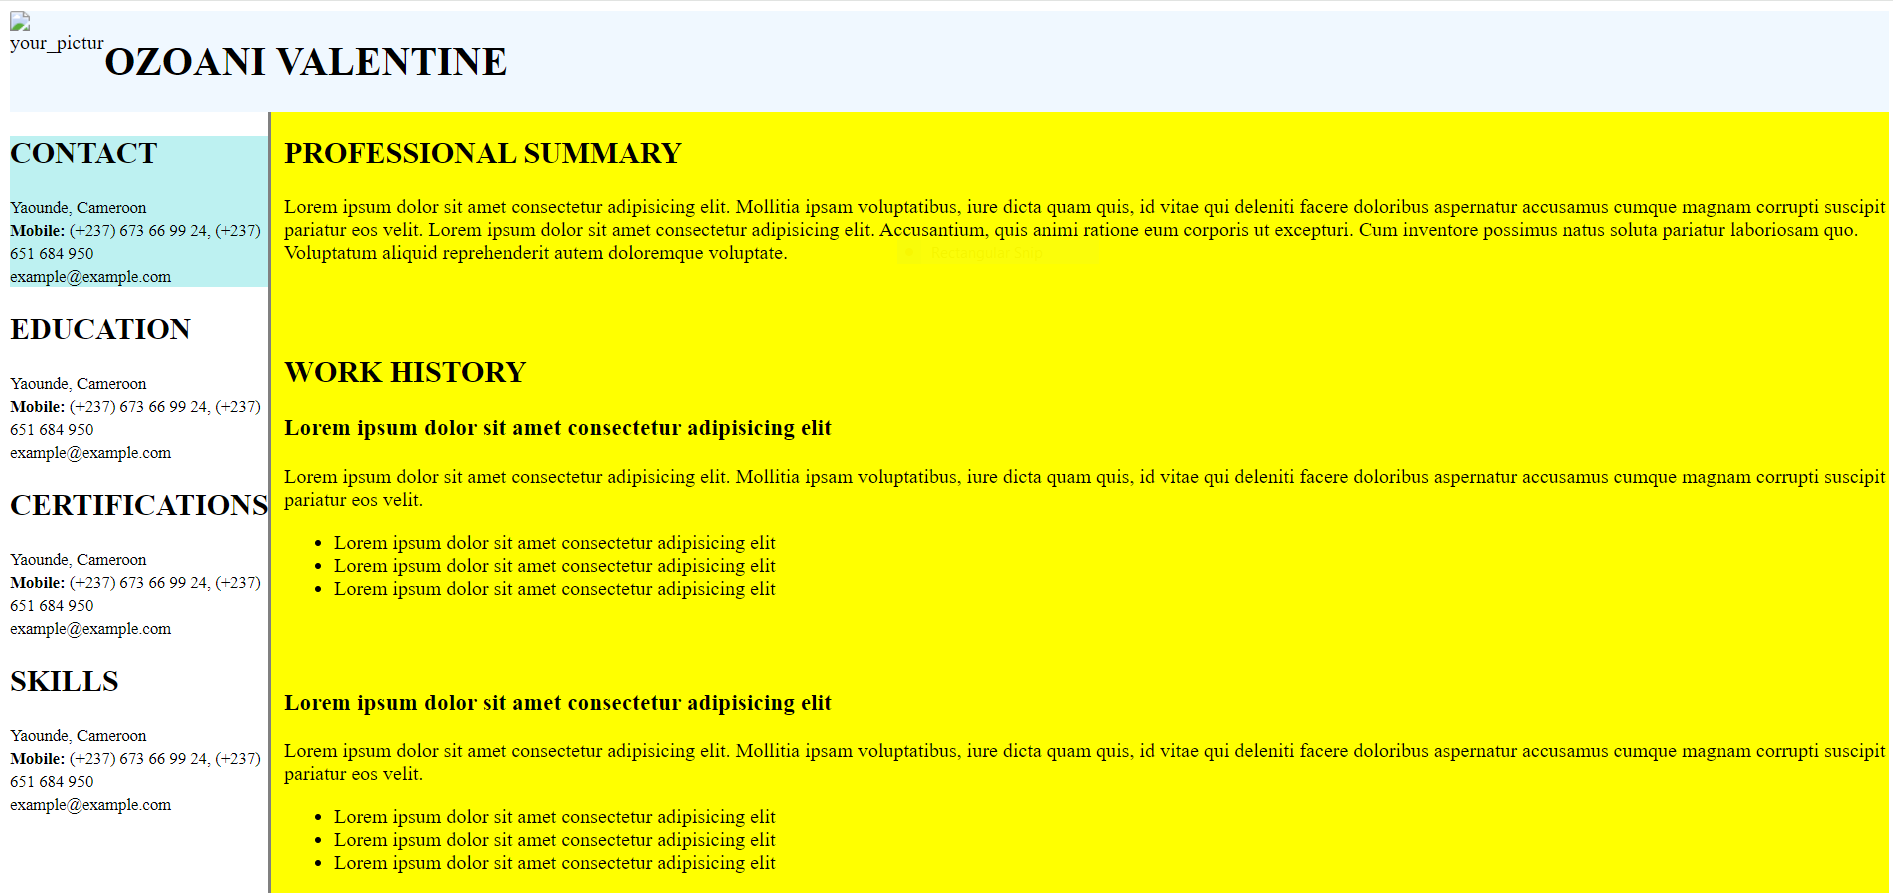 your_pictur
OZOANI VALENTINE
CONTACT
Yaounde, Cameroon
Mobile: (+237) 673 66 99 24, (+237)
651 684 950
example@example.com
EDUCATION
Yaounde, Cameroon
Mobile: (+237) 673 66 99 24, (+237)
651 684 950
example@example.com
CERTIFICATIONS
Yaounde, Cameroon
Mobile: (+237) 673 66 99 24, (+237)
651 684 950
example@example.com
SKILLS
Yaounde, Cameroon
Mobile: (+237) 673 66 99 24, (+237)
651 684 950
example@example.com
PROFESSIONAL SUMMARY
Lorem ipsum dolor sit amet consectetur adipisicing elit. Mollitia ipsam voluptatibus, iure dicta quam quis, id vitae qui deleniti facere doloribus aspernatur accusamus cumque magnam corrupti suscipit
pariatur eos velit. Lorem ipsum dolor sit amet consectetur adipisicing elit. Accusantium, quis animi ratione eum corporis ut excepturi. Cum inventore possimus natus soluta pariatur laboriosam quo.
Voluptatum aliquid reprehenderit autem doloremque voluptate.
Rectangular Snip
WORK HISTORY
Lorem ipsum dolor sit amet consectetur adipisicing elit
Lorem ipsum dolor sit amet consectetur adipisicing elit. Mollitia ipsam voluptatibus, iure dicta quam quis, id vitae qui deleniti facere doloribus aspernatur accusamus cumque magnam corrupti suscipit
pariatur eos velit.
• Lorem ipsum dolor sit amet consectetur adipisicing elit
• Lorem ipsum dolor sit amet consectetur adipisicing elit
• Lorem ipsum dolor sit amet consectetur adipisicing elit
Lorem ipsum dolor sit amet consectetur adipisicing elit
Lorem ipsum dolor sit amet consectetur adipisicing elit. Mollitia ipsam voluptatibus, iure dicta quam quis, id vitae qui deleniti facere doloribus aspernatur accusamus cumque magnam corrupti suscipit
pariatur eos velit.
• Lorem ipsum dolor sit amet consectetur adipisicing elit
• Lorem ipsum dolor sit amet consectetur adipisicing elit
• Lorem ipsum dolor sit amet consectetur adipisicing elit